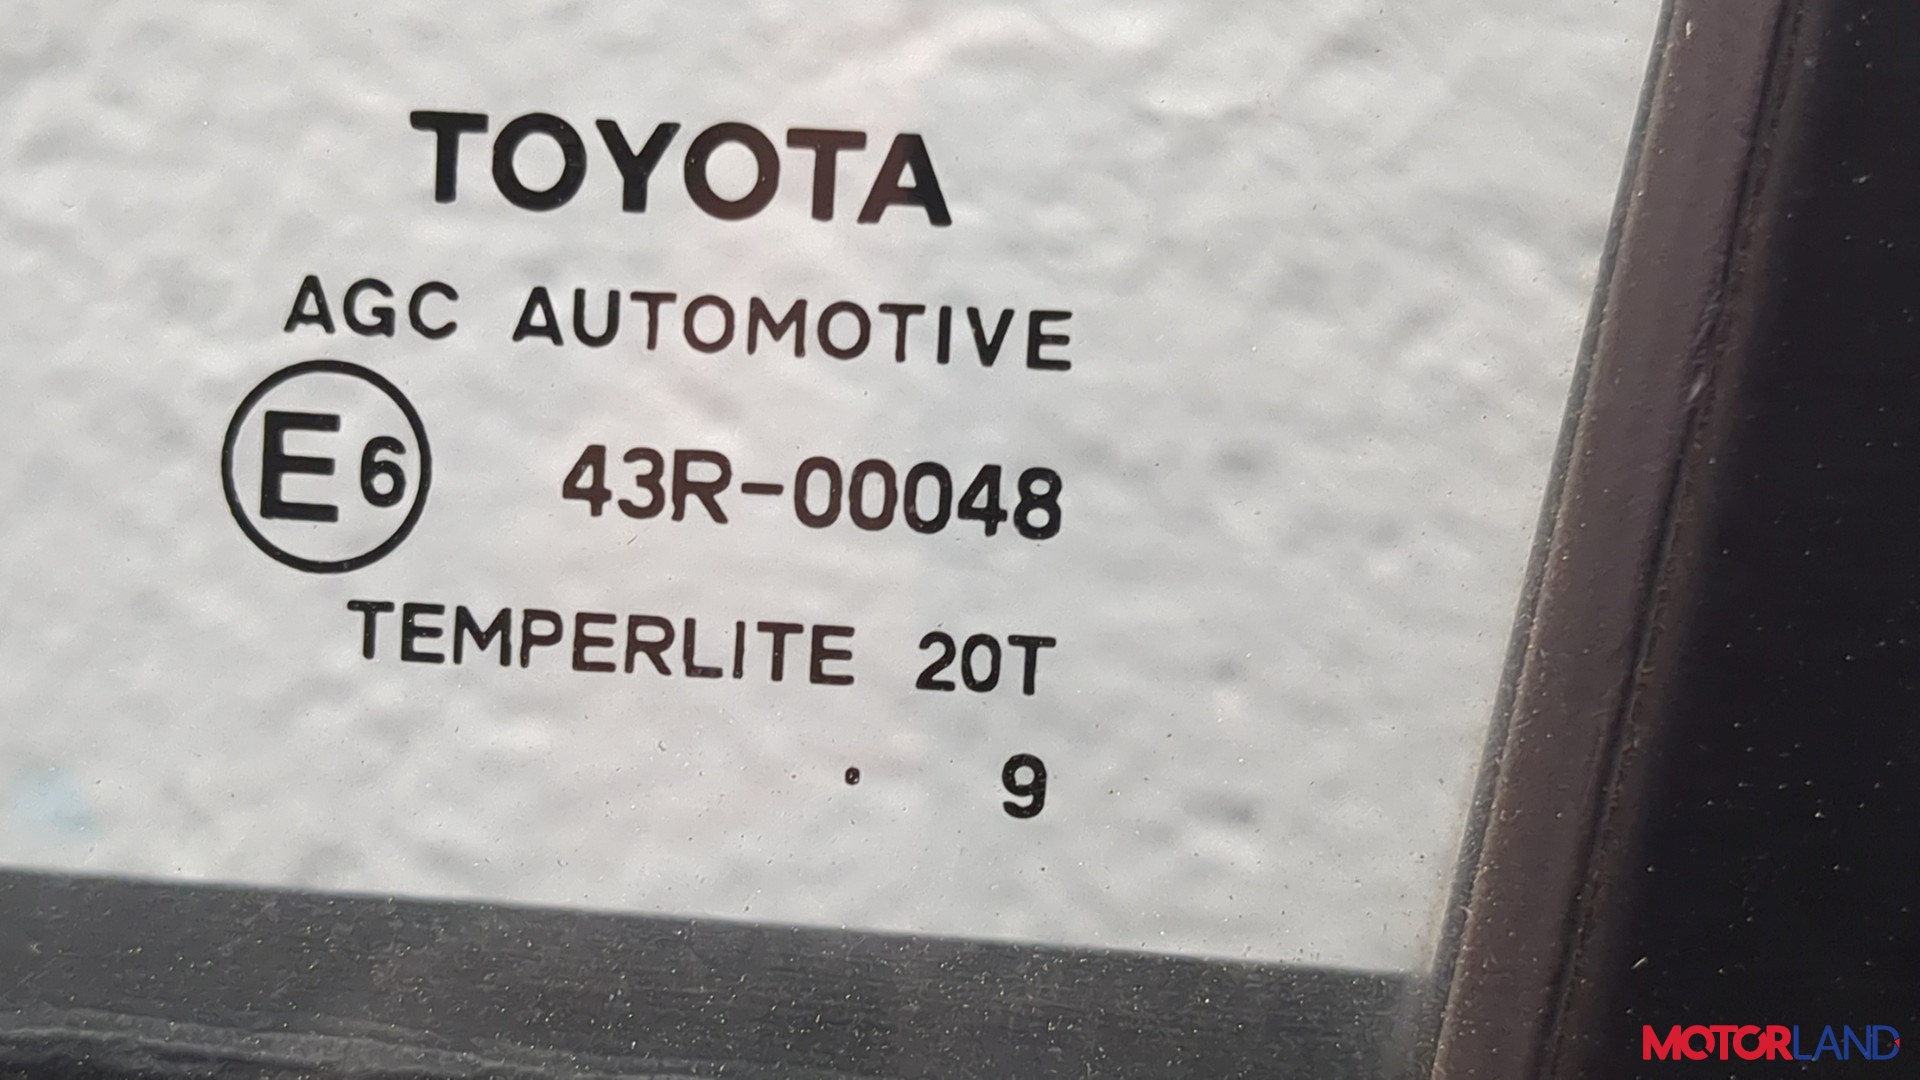 TOYOTA
AGC AUTOMOTIVE
E6 43R-00048
TEMPERLITE 20T
. 9
MOTORLAND